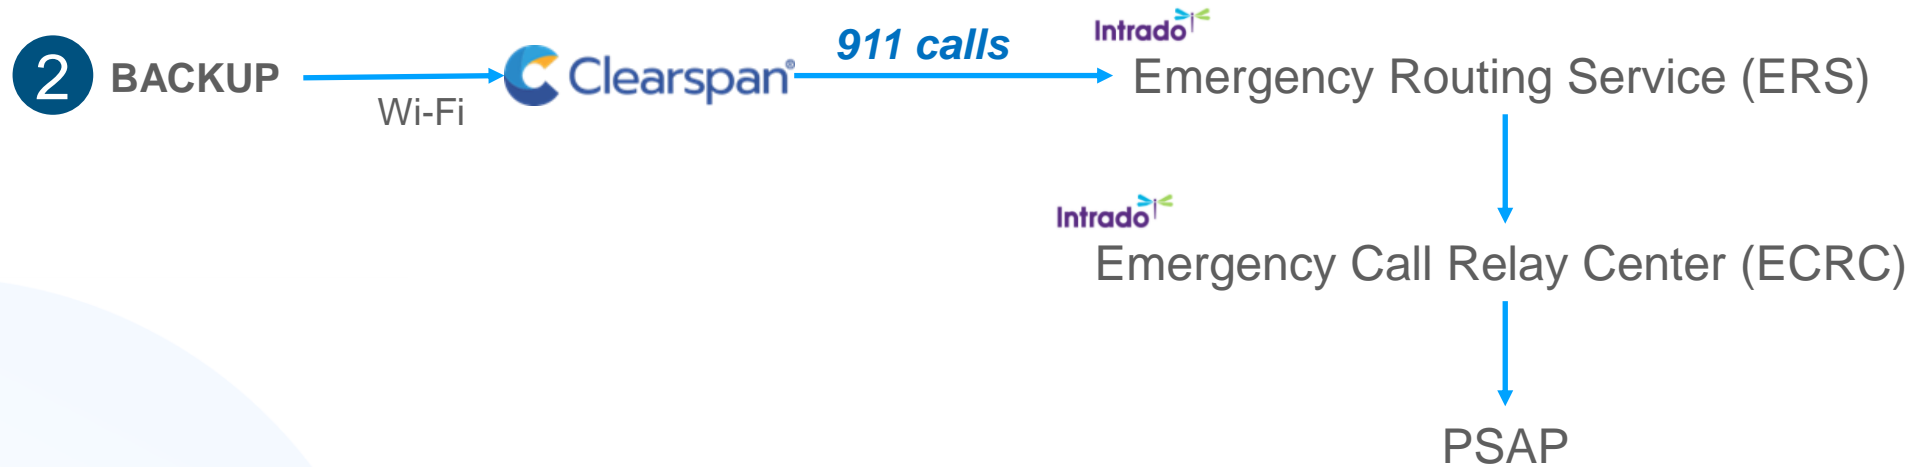 2 BACKUP
Wi-Fi
Clearspan®
911 calls
Intrado
Emergency Routing Service (ERS)
Intrado
Emergency Call Relay Center (ECRC)
PSAP